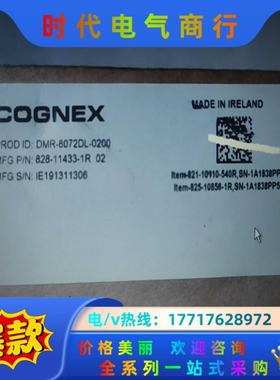 时代电气商行
COGNEX
MADE IN IRELAND
PROD ID: DMR-8072DL-0200
MFG P/N: 828-11433-1R 02
MFG S/N: IE191311306
Item-821-10910-540R,SN-1A1838PP
Item-825-10856-1R,SN-1A1838PP5
爆款
电/v热线：17717628972
价格美丽 欢迎咨询
全系列一站式服务